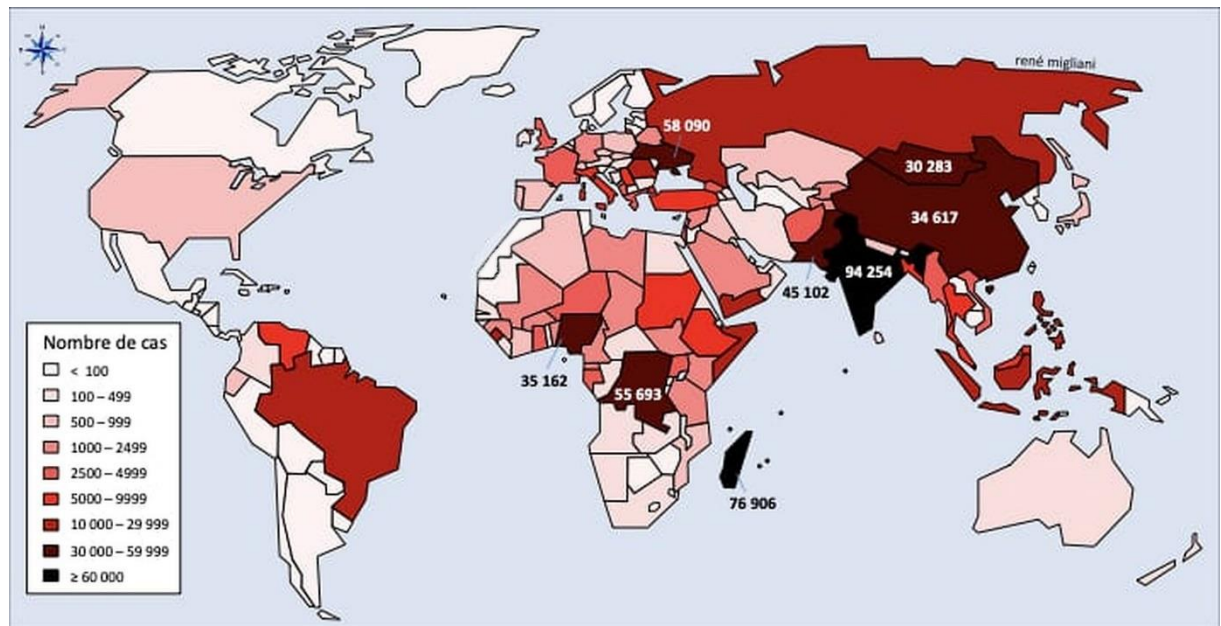 rené migliani
58 090
30 283
34 617
94 254
45 102
35 162
55 693
76 906
Nombre de cas
< 100
100 – 499
500 – 999
1000 – 2499
2500 – 4999
5000 – 9999
10 000 – 29 999
30 000 – 59 999
≥ 60 000